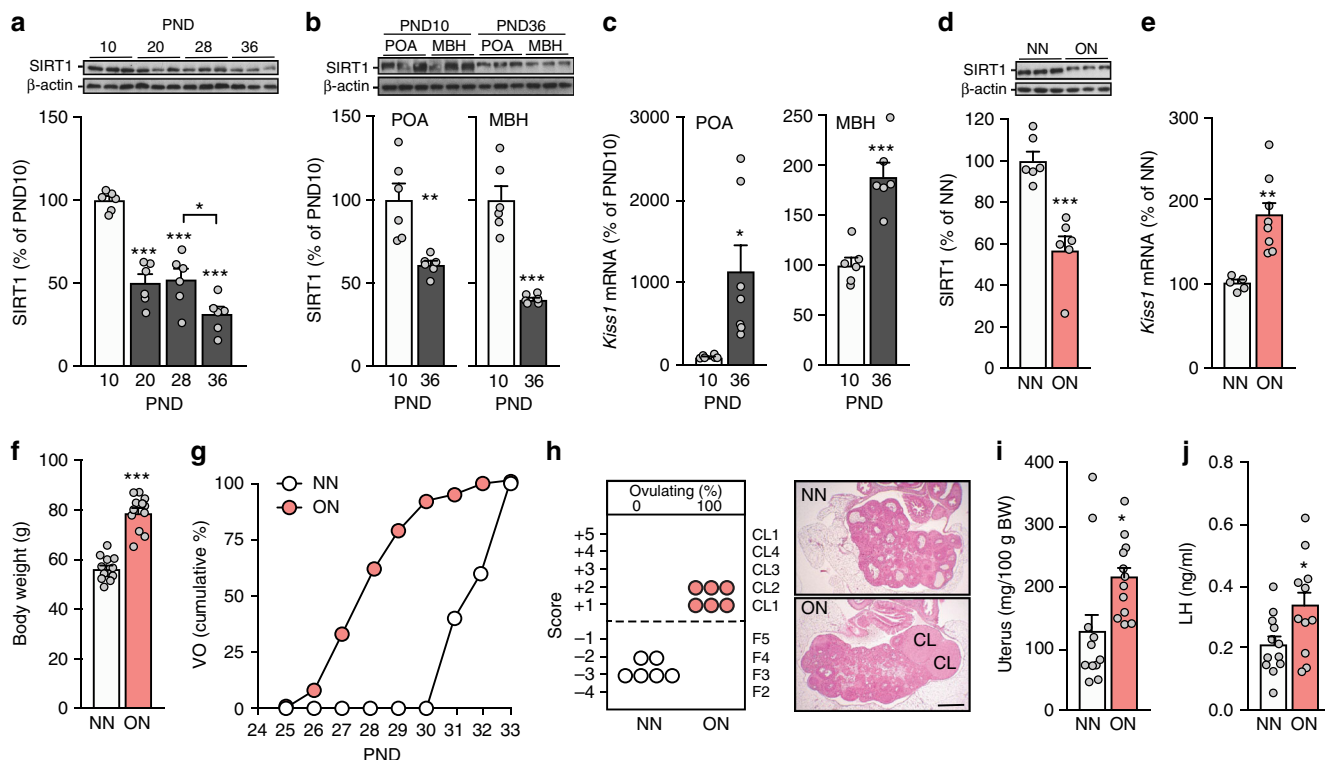 a
PND
10 20 28 36
SIRT1
β-actin
150
100
50
0
SIRT1 (% of PND10)
***
***
*
***
10 20 28 36
PND
b
PND10 PND36
POA MBH POA MBH
SIRT1
β-actin
150
100
50
0
SIRT1 (% of PND10)
POA MBH
**
***
10 36 10 36
PND
c
3000
2000
1000
0
Kiss1 mRNA (% of PND10)
POA
*
10 36
PND
250
200
150
100
50
0
MBH
***
10 36
PND
d
NN ON
SIRT1
β-actin
120
100
80
60
40
20
0
SIRT1 (% of NN)
***
NN ON
e
300
200
100
0
Kiss1 mRNA (% of NN)
**
NN ON
f
100
80
60
40
20
0
Body weight (g)
***
NN ON
g
100
75
50
25
0
VO (cumulative %)
NN
ON
24 25 26 27 28 29 30 31 32 33
PND
h
Ovulating (%)
0 100
Score
+5 CL1
+4 CL4
+3 CL3
+2 CL2
+1 CL1
−1 F5
−2 F4
−3 F3
−4 F2
NN ON
NN
ON
CL
CL
i
400
300
200
100
0
Uterus (mg/100 g BW)
*
NN ON
j
0.8
0.6
0.4
0.2
0.0
LH (ng/ml)
*
NN ON